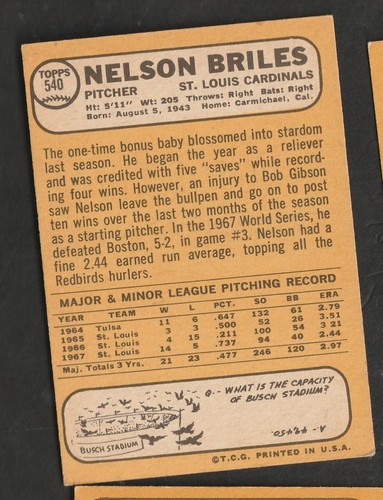 TOPPS
540
NELSON BRILES
PITCHER ST. LOUIS CARDINALS
Ht: 5'11" Wt: 205 Throws: Right Bats: Right
Born: August 5, 1943 Home: Carmichael, Cal.
The one-time bonus baby blossomed into stardom
last season. He began the year as a reliever
and was credited with five "saves" while record-
ing four wins. However, an injury to Bob Gibson
saw Nelson leave the bullpen and go on to post
ten wins over the last two months of the season
as a starting pitcher. In the 1967 World Series, he
defeated Boston, 5-2, in game #3. Nelson had a
fine 2.44 earned run average, topping all the
Redbirds hurlers.
MAJOR & MINOR LEAGUE PITCHING RECORD
YEAR TEAM W L PCT. SO BB ERA
1964 Tulsa 11 6 .647 132 61 2.79
1965 St. Louis 3 3 .500 52 26 3.51
1966 St. Louis 4 15 .211 100 54 3.21
1967 St. Louis 14 5 .737 94 40 2.44
Maj. Totals 3 Yrs. 21 23 .477 246 120 2.97
Q-- WHAT IS THE CAPACITY
OF BUSCH STADIUM?
BUSCH STADIUM
A - 49,450
©T.C.G. PRINTED IN U.S.A.